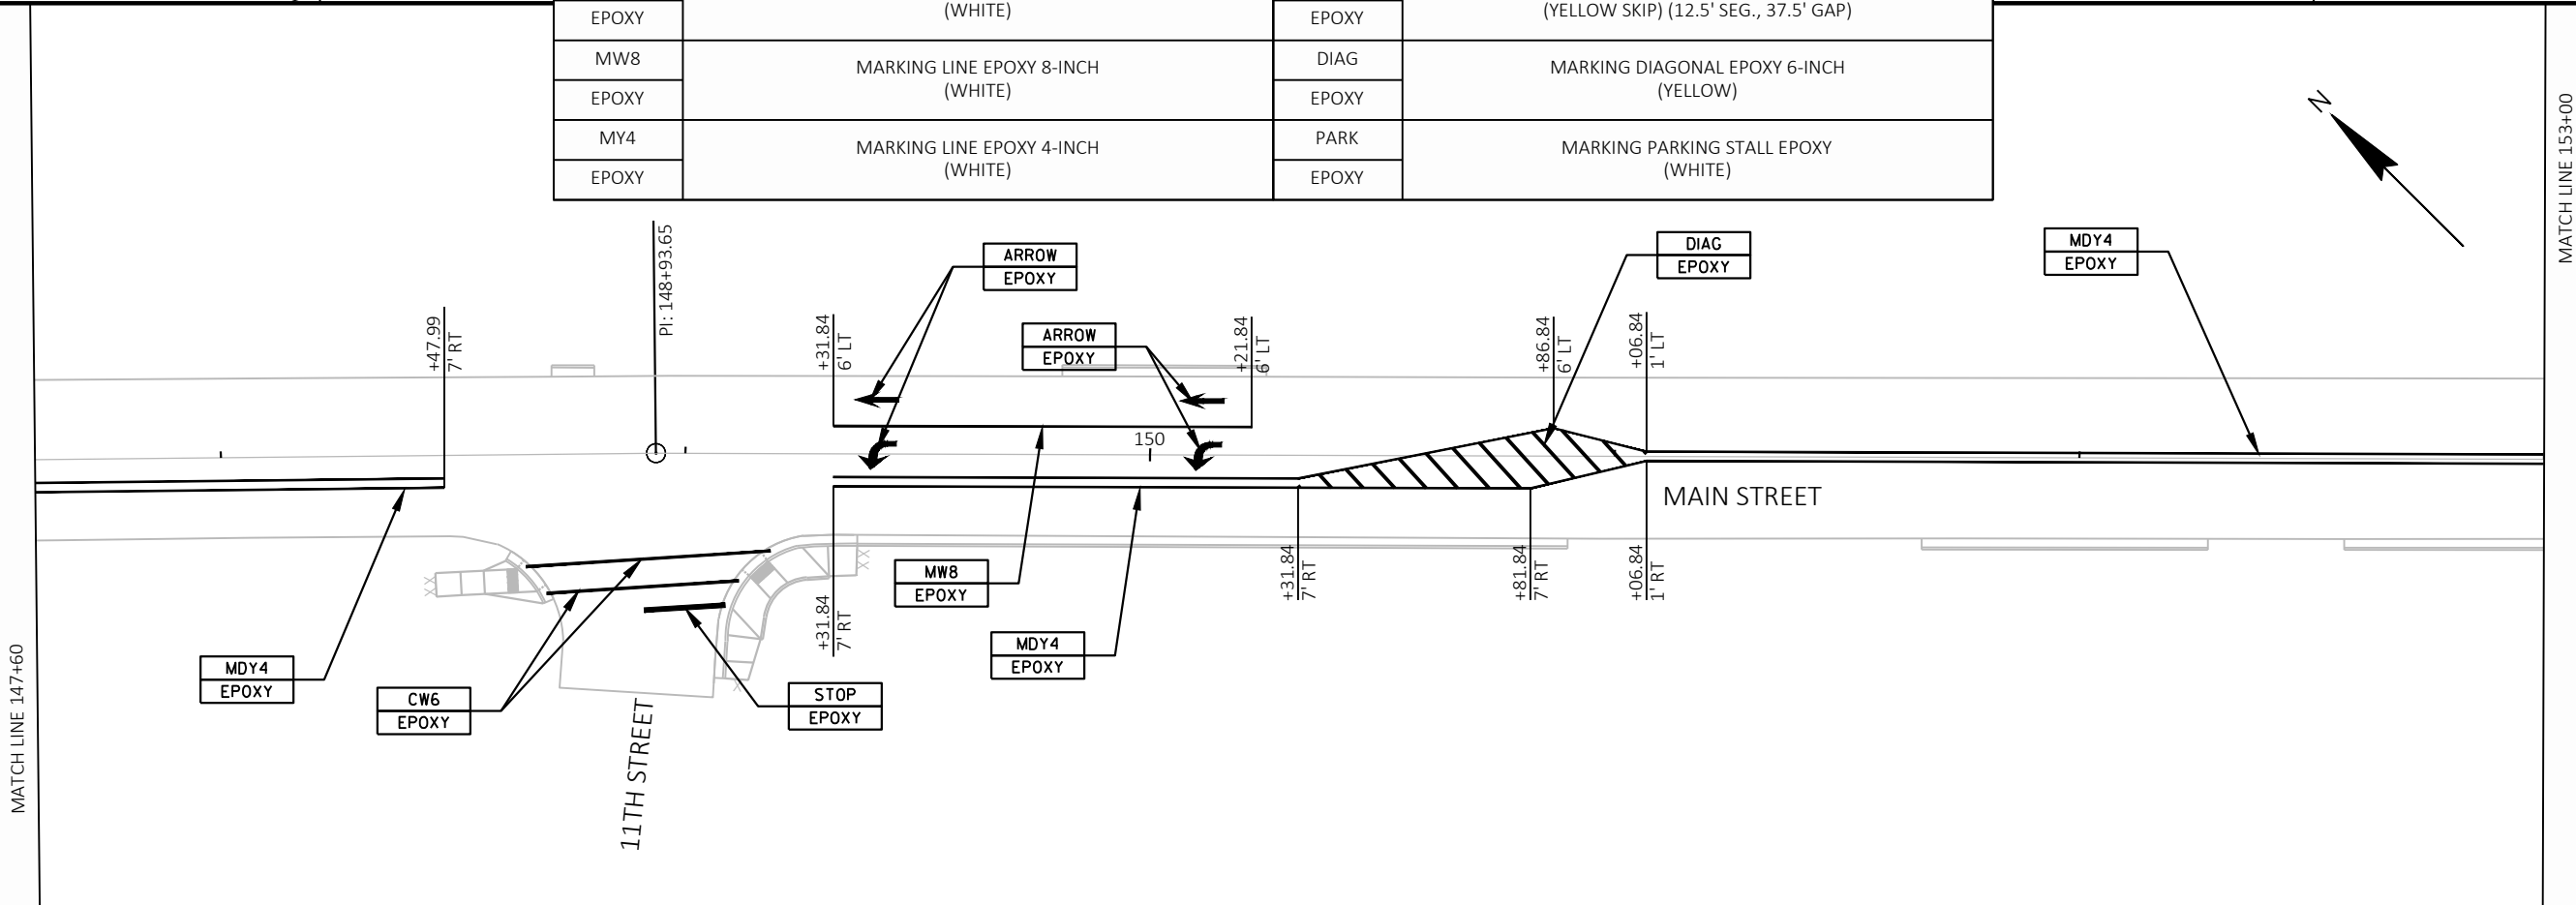 EPOXY
(WHITE)
EPOXY
(YELLOW SKIP) (12.5' SEG., 37.5' GAP)
MW8
EPOXY
MARKING LINE EPOXY 8-INCH
(WHITE)
DIAG
EPOXY
MARKING DIAGONAL EPOXY 6-INCH
(YELLOW)
MY4
EPOXY
MARKING LINE EPOXY 4-INCH
(WHITE)
PARK
EPOXY
MARKING PARKING STALL EPOXY
(WHITE)
N
MATCH LINE 153+00
MATCH LINE 147+60
+47.99
7' RT
PI: 148+93.65
+31.84
6' LT
ARROW
EPOXY
ARROW
EPOXY
+21.84
6' LT
+86.84
6' LT
+06.84
1' LT
DIAG
EPOXY
MDY4
EPOXY
150
MAIN STREET
+31.84
7' RT
+31.84
7' RT
+81.84
7' RT
+06.84
1' RT
MW8
EPOXY
MDY4
EPOXY
MDY4
EPOXY
CW6
EPOXY
STOP
EPOXY
11TH STREET